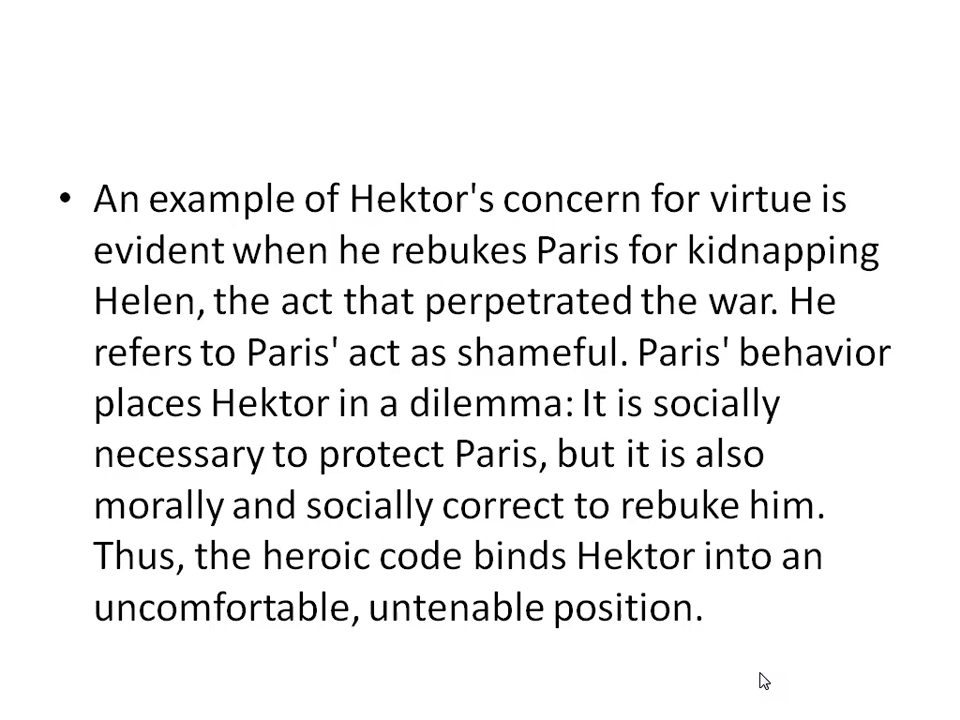 • An example of Hektor's concern for virtue is
evident when he rebukes Paris for kidnapping
Helen, the act that perpetrated the war. He
refers to Paris' act as shameful. Paris' behavior
places Hektor in a dilemma: It is socially
necessary to protect Paris, but it is also
morally and socially correct to rebuke him.
Thus, the heroic code binds Hektor into an
uncomfortable, untenable position.